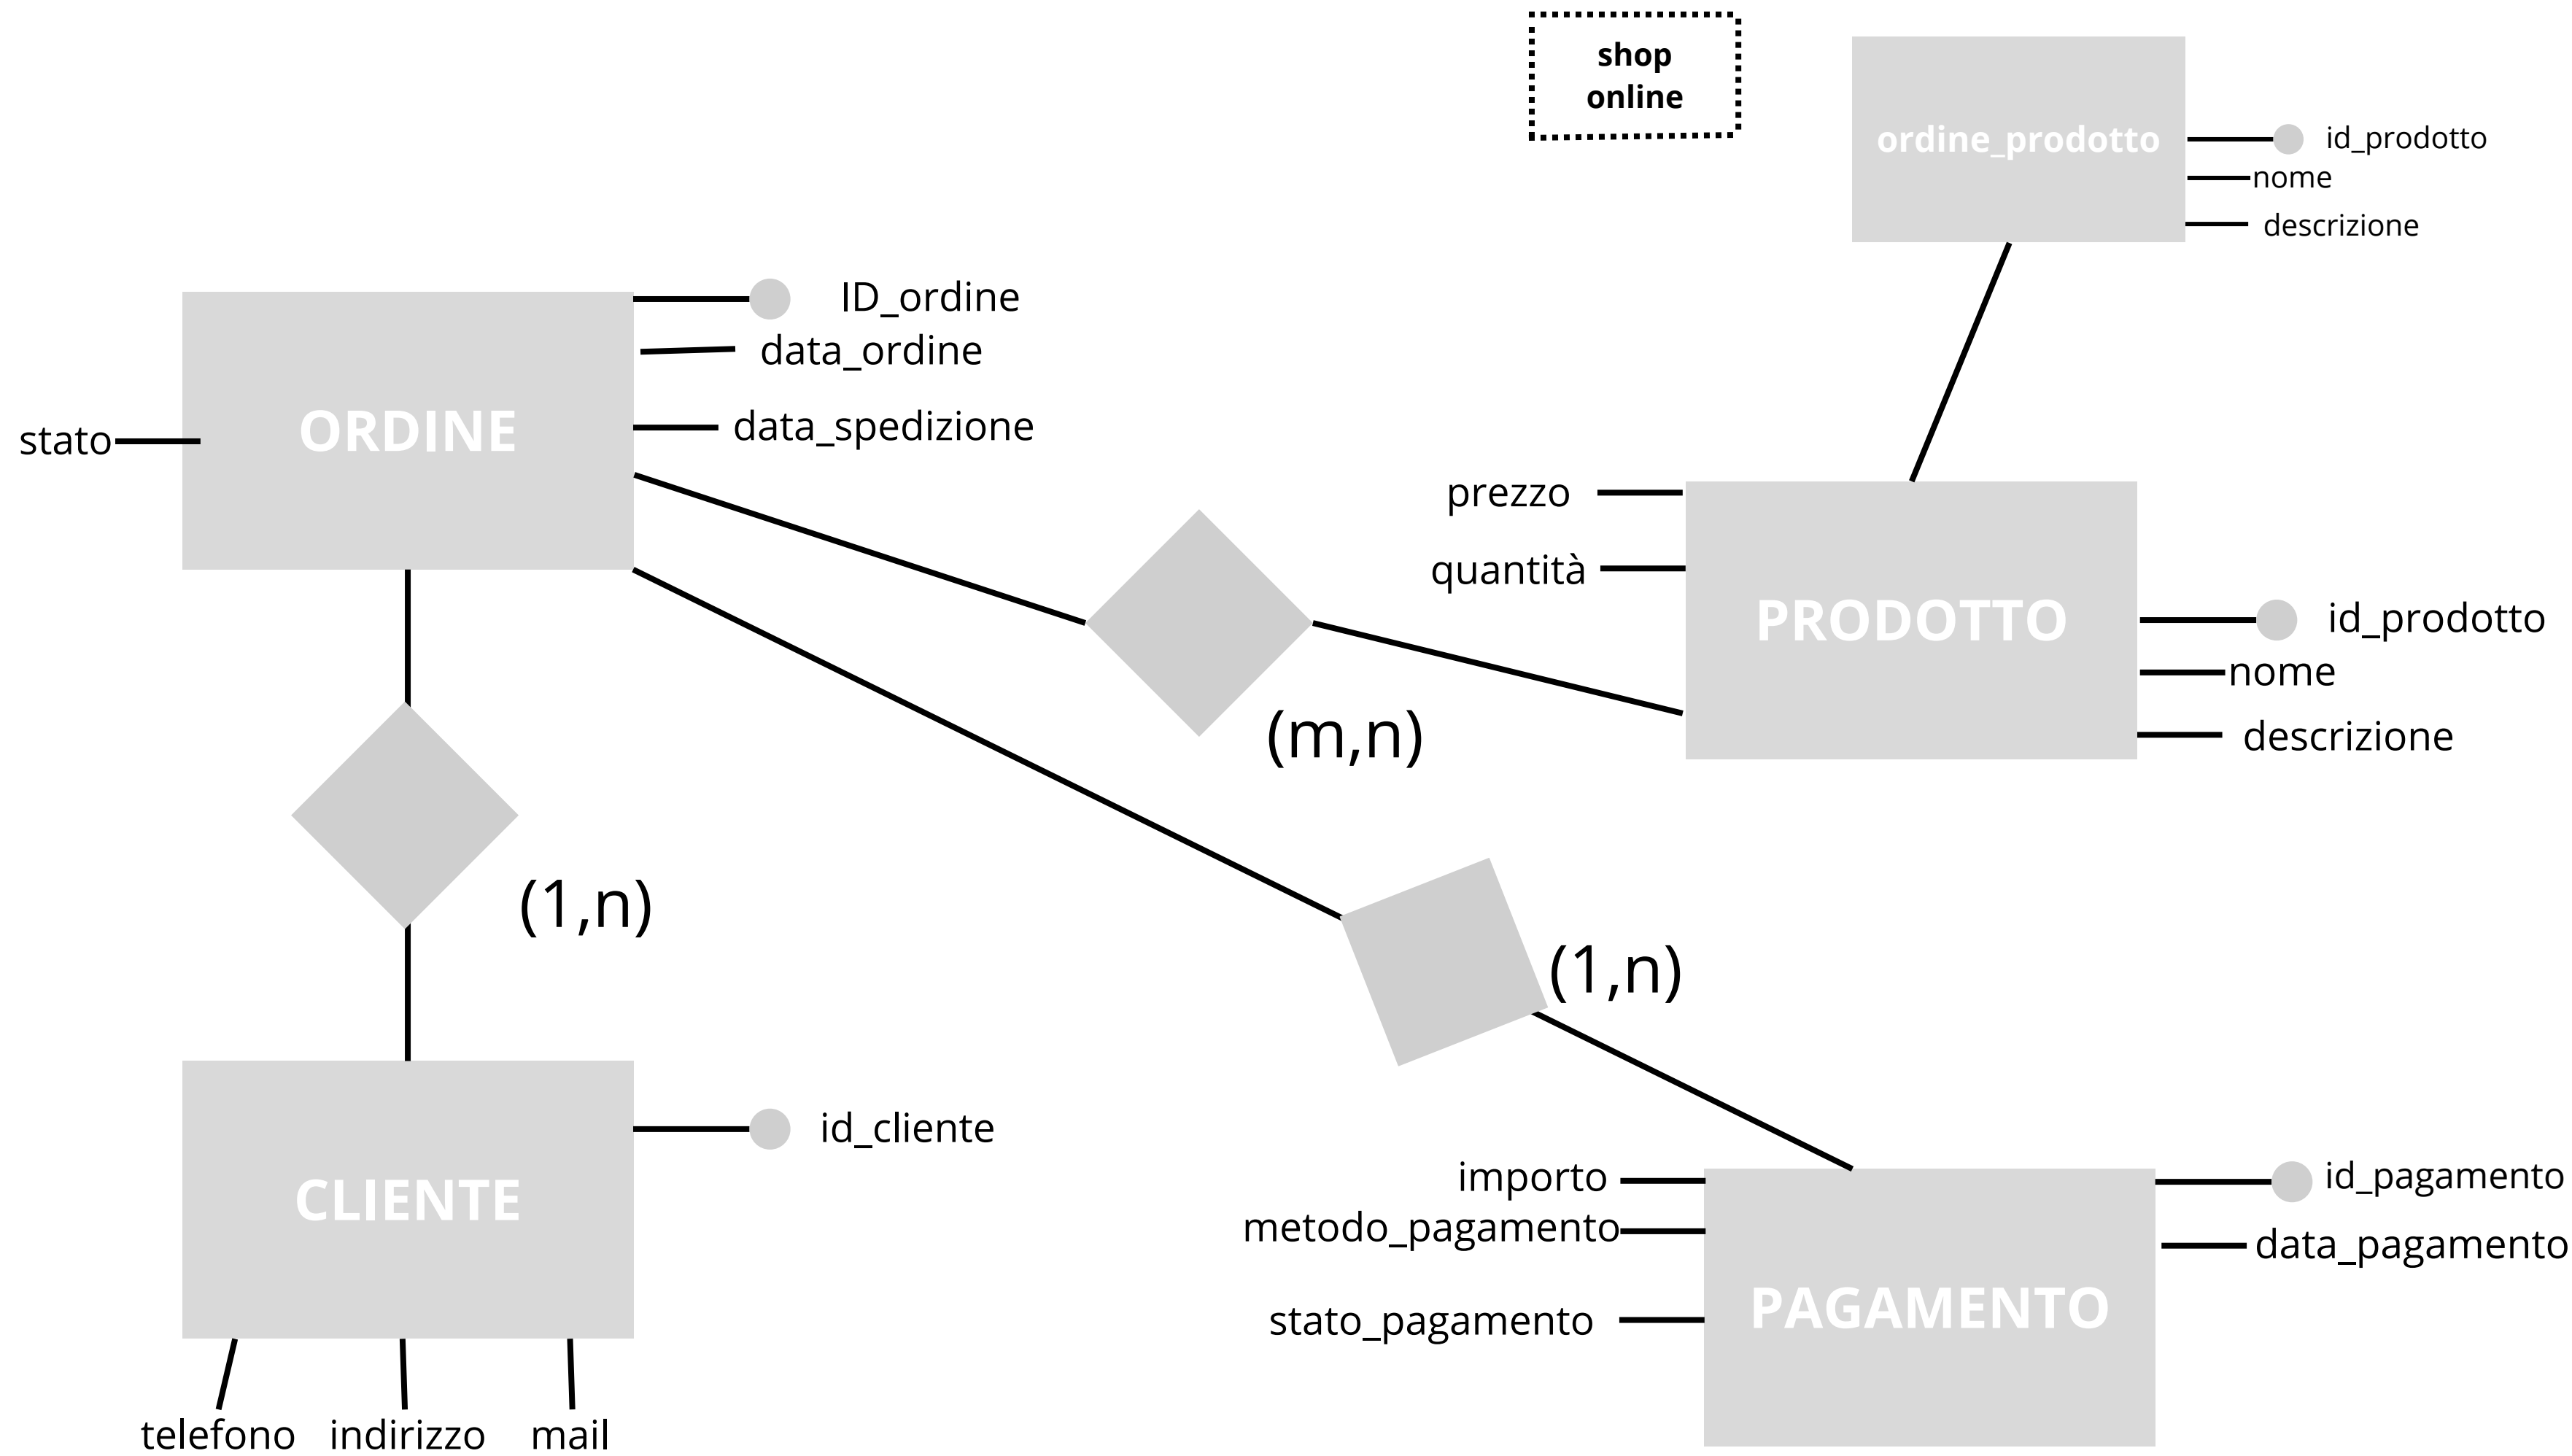 shop
online
ordine_prodotto
id_prodotto
nome
descrizione
ID_ordine
data_ordine
data_spedizione
ORDINE
stato
prezzo
quantità
PRODOTTO
id_prodotto
nome
descrizione
(m,n)
(1,n)
(1,n)
CLIENTE
id_cliente
telefono
indirizzo
mail
importo
metodo_pagamento
stato_pagamento
PAGAMENTO
id_pagamento
data_pagamento